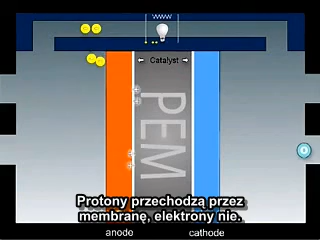 Catalyst
PEM
Protony przechodzą przez
membranę, elektrony nie.
anode
cathode